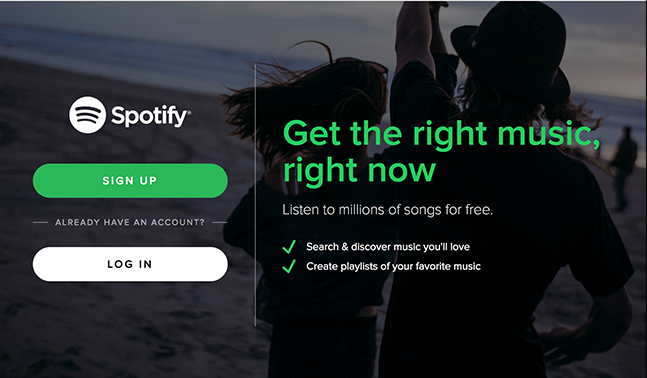 Spotify®
SIGN UP
ALREADY HAVE AN ACCOUNT?
LOG IN
Get the right music,
right now
Listen to millions of songs for free.
Search & discover music you'll love
Create playlists of your favorite music